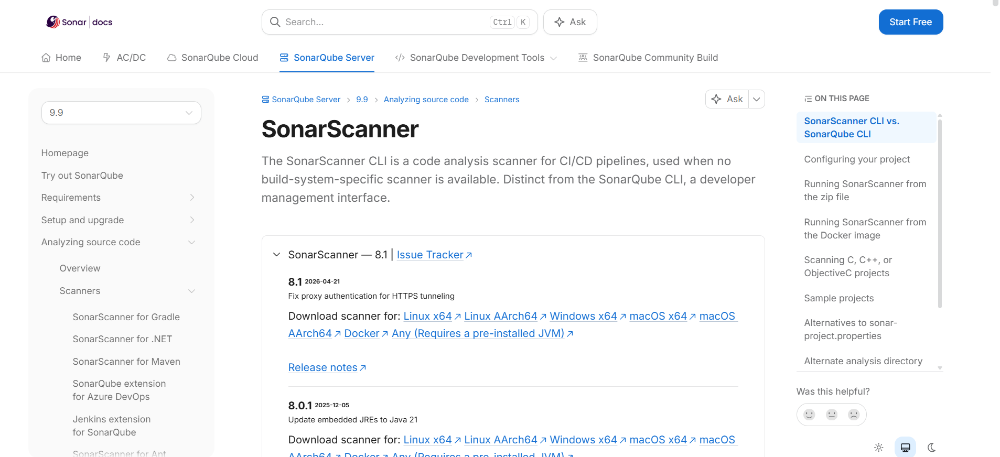 Sonar docs
Search...
Ctrl K
Ask
Start Free
Home
AC/DC
SonarQube Cloud
SonarQube Server
SonarQube Development Tools
SonarQube Community Build
9.9
Homepage
Try out SonarQube
Requirements
Setup and upgrade
Analyzing source code
Overview
Scanners
SonarScanner for Gradle
SonarScanner for .NET
SonarScanner for Maven
SonarQube extension
for Azure DevOps
Jenkins extension
for SonarQube
SonarScanner for Ant
SonarQube Server > 9.9 > Analyzing source code > Scanners
Ask
SonarScanner
The SonarScanner CLI is a code analysis scanner for CI/CD pipelines, used when no
build-system-specific scanner is available. Distinct from the SonarQube CLI, a developer
management interface.
SonarScanner — 8.1 | Issue Tracker
8.1 2026-04-21
Fix proxy authentication for HTTPS tunneling
Download scanner for: Linux x64 Linux AArch64 Windows x64 macOS x64 macOS
AArch64 Docker Any (Requires a pre-installed JVM)
Release notes
8.0.1 2025-12-05
Update embedded JREs to Java 21
Download scanner for: Linux x64 Linux AArch64 Windows x64 macOS x64 macOS
AArch64 Docker Any (Requires a pre-installed JVM)
ON THIS PAGE
SonarScanner CLI vs.
SonarQube CLI
Configuring your project
Running SonarScanner from
the zip file
Running SonarScanner from
the Docker image
Scanning C, C++, or
ObjectiveC projects
Sample projects
Alternatives to sonar-
project.properties
Alternate analysis directory
Was this helpful?